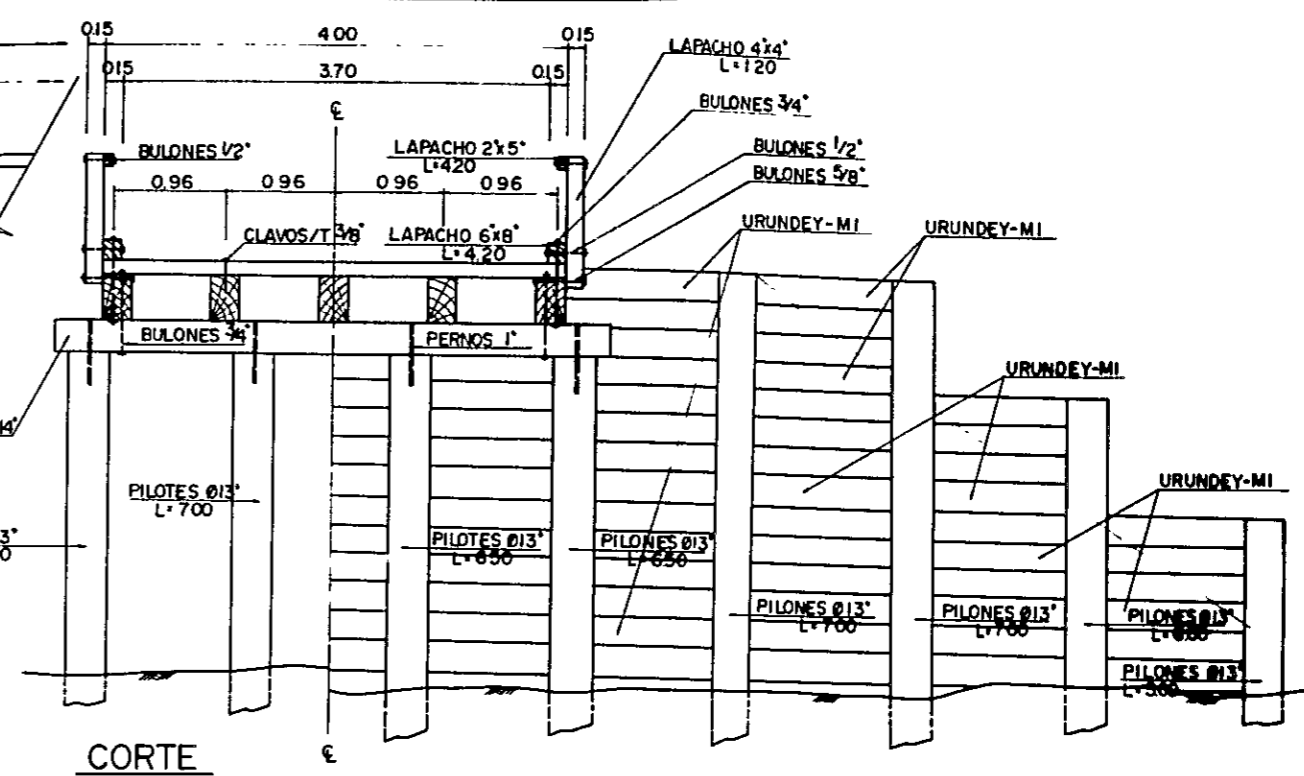 0.15
4.00
0.15
0.15
3.70
0.15
LAPACHO 4"x4"
L=1.20
℄
BULONES 3/4"
BULONES 1/2"
LAPACHO 2"x5"
L=4.20
BULONES 1/2"
BULONES 5/8"
0.96
0.96
0.96
0.96
URUNDEY-M1
URUNDEY-M1
CLAVOS/T 3/8"
LAPACHO 6"x8"
L=4.20
BULONES 3/4"
PERNOS 1"
URUNDEY-M1
14"
URUNDEY-M1
PILOTES Ø13"
L=7.00
PILOTES Ø13"
L=6.50
PILONES Ø13"
L=6.50
PILONES Ø13"
L=7.00
PILONES Ø13"
L=7.00
PILONES Ø13"
PILONES Ø13"
℄
CORTE